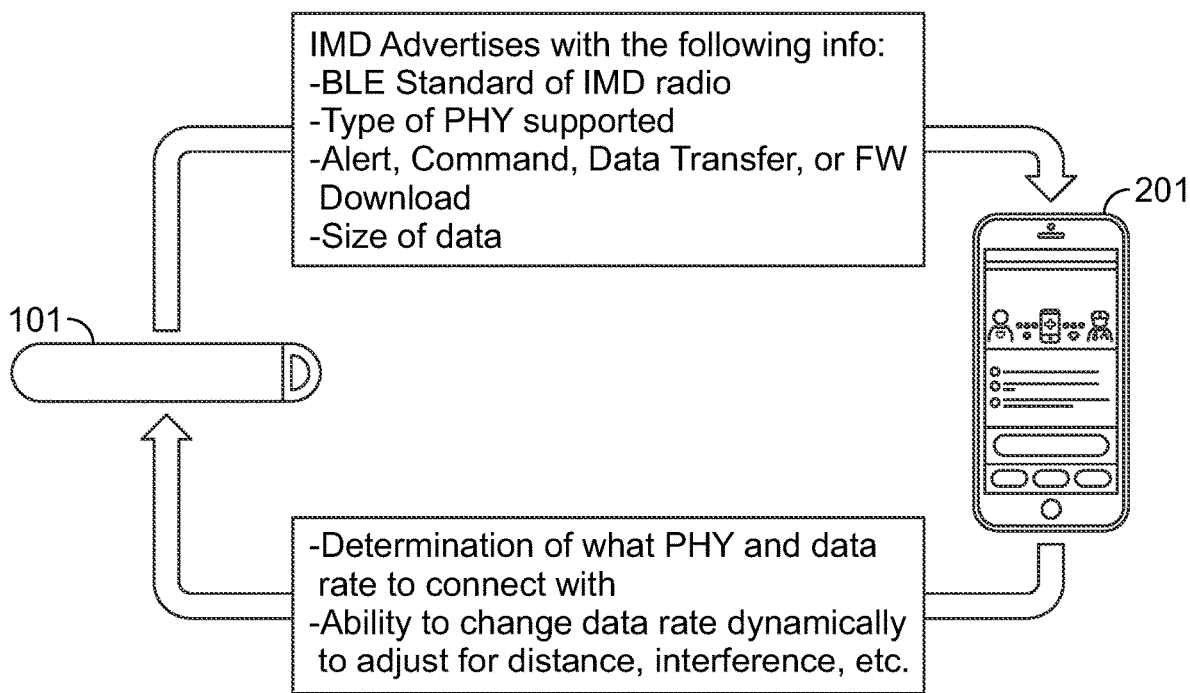 IMD Advertises with the following info:
-BLE Standard of IMD radio
-Type of PHY supported
-Alert, Command, Data Transfer, or FW
Download
-Size of data
201
101
-Determination of what PHY and data
rate to connect with
-Ability to change data rate dynamically
to adjust for distance, interference, etc.